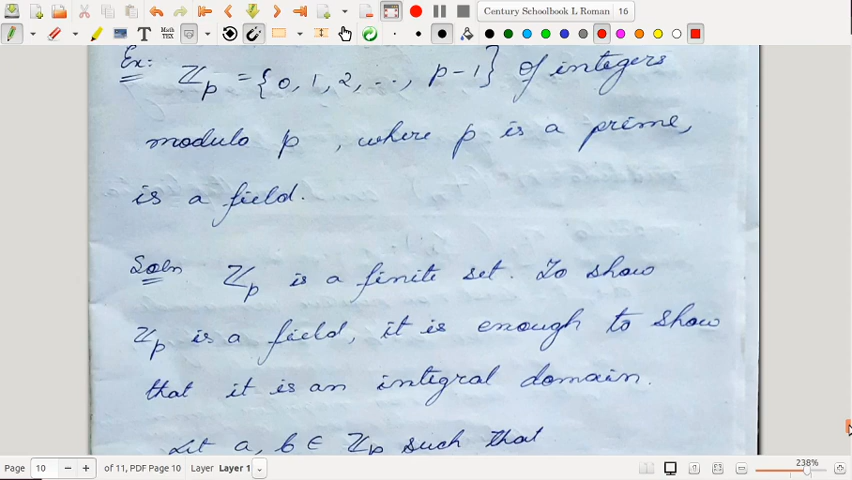 Century Schoolbook L Roman 16
T Math TEX
Ex: ℤp = {0, 1, 2, ..., p-1} of integers
modulo p, where p is a prime,
is a field.
Soln ℤp is a finite set. To show
ℤp is a field, it is enough to show
that it is an integral domain.
Let a, b ∈ ℤp such that
Page 10 of 11, PDF Page 10 Layer Layer 1 238%